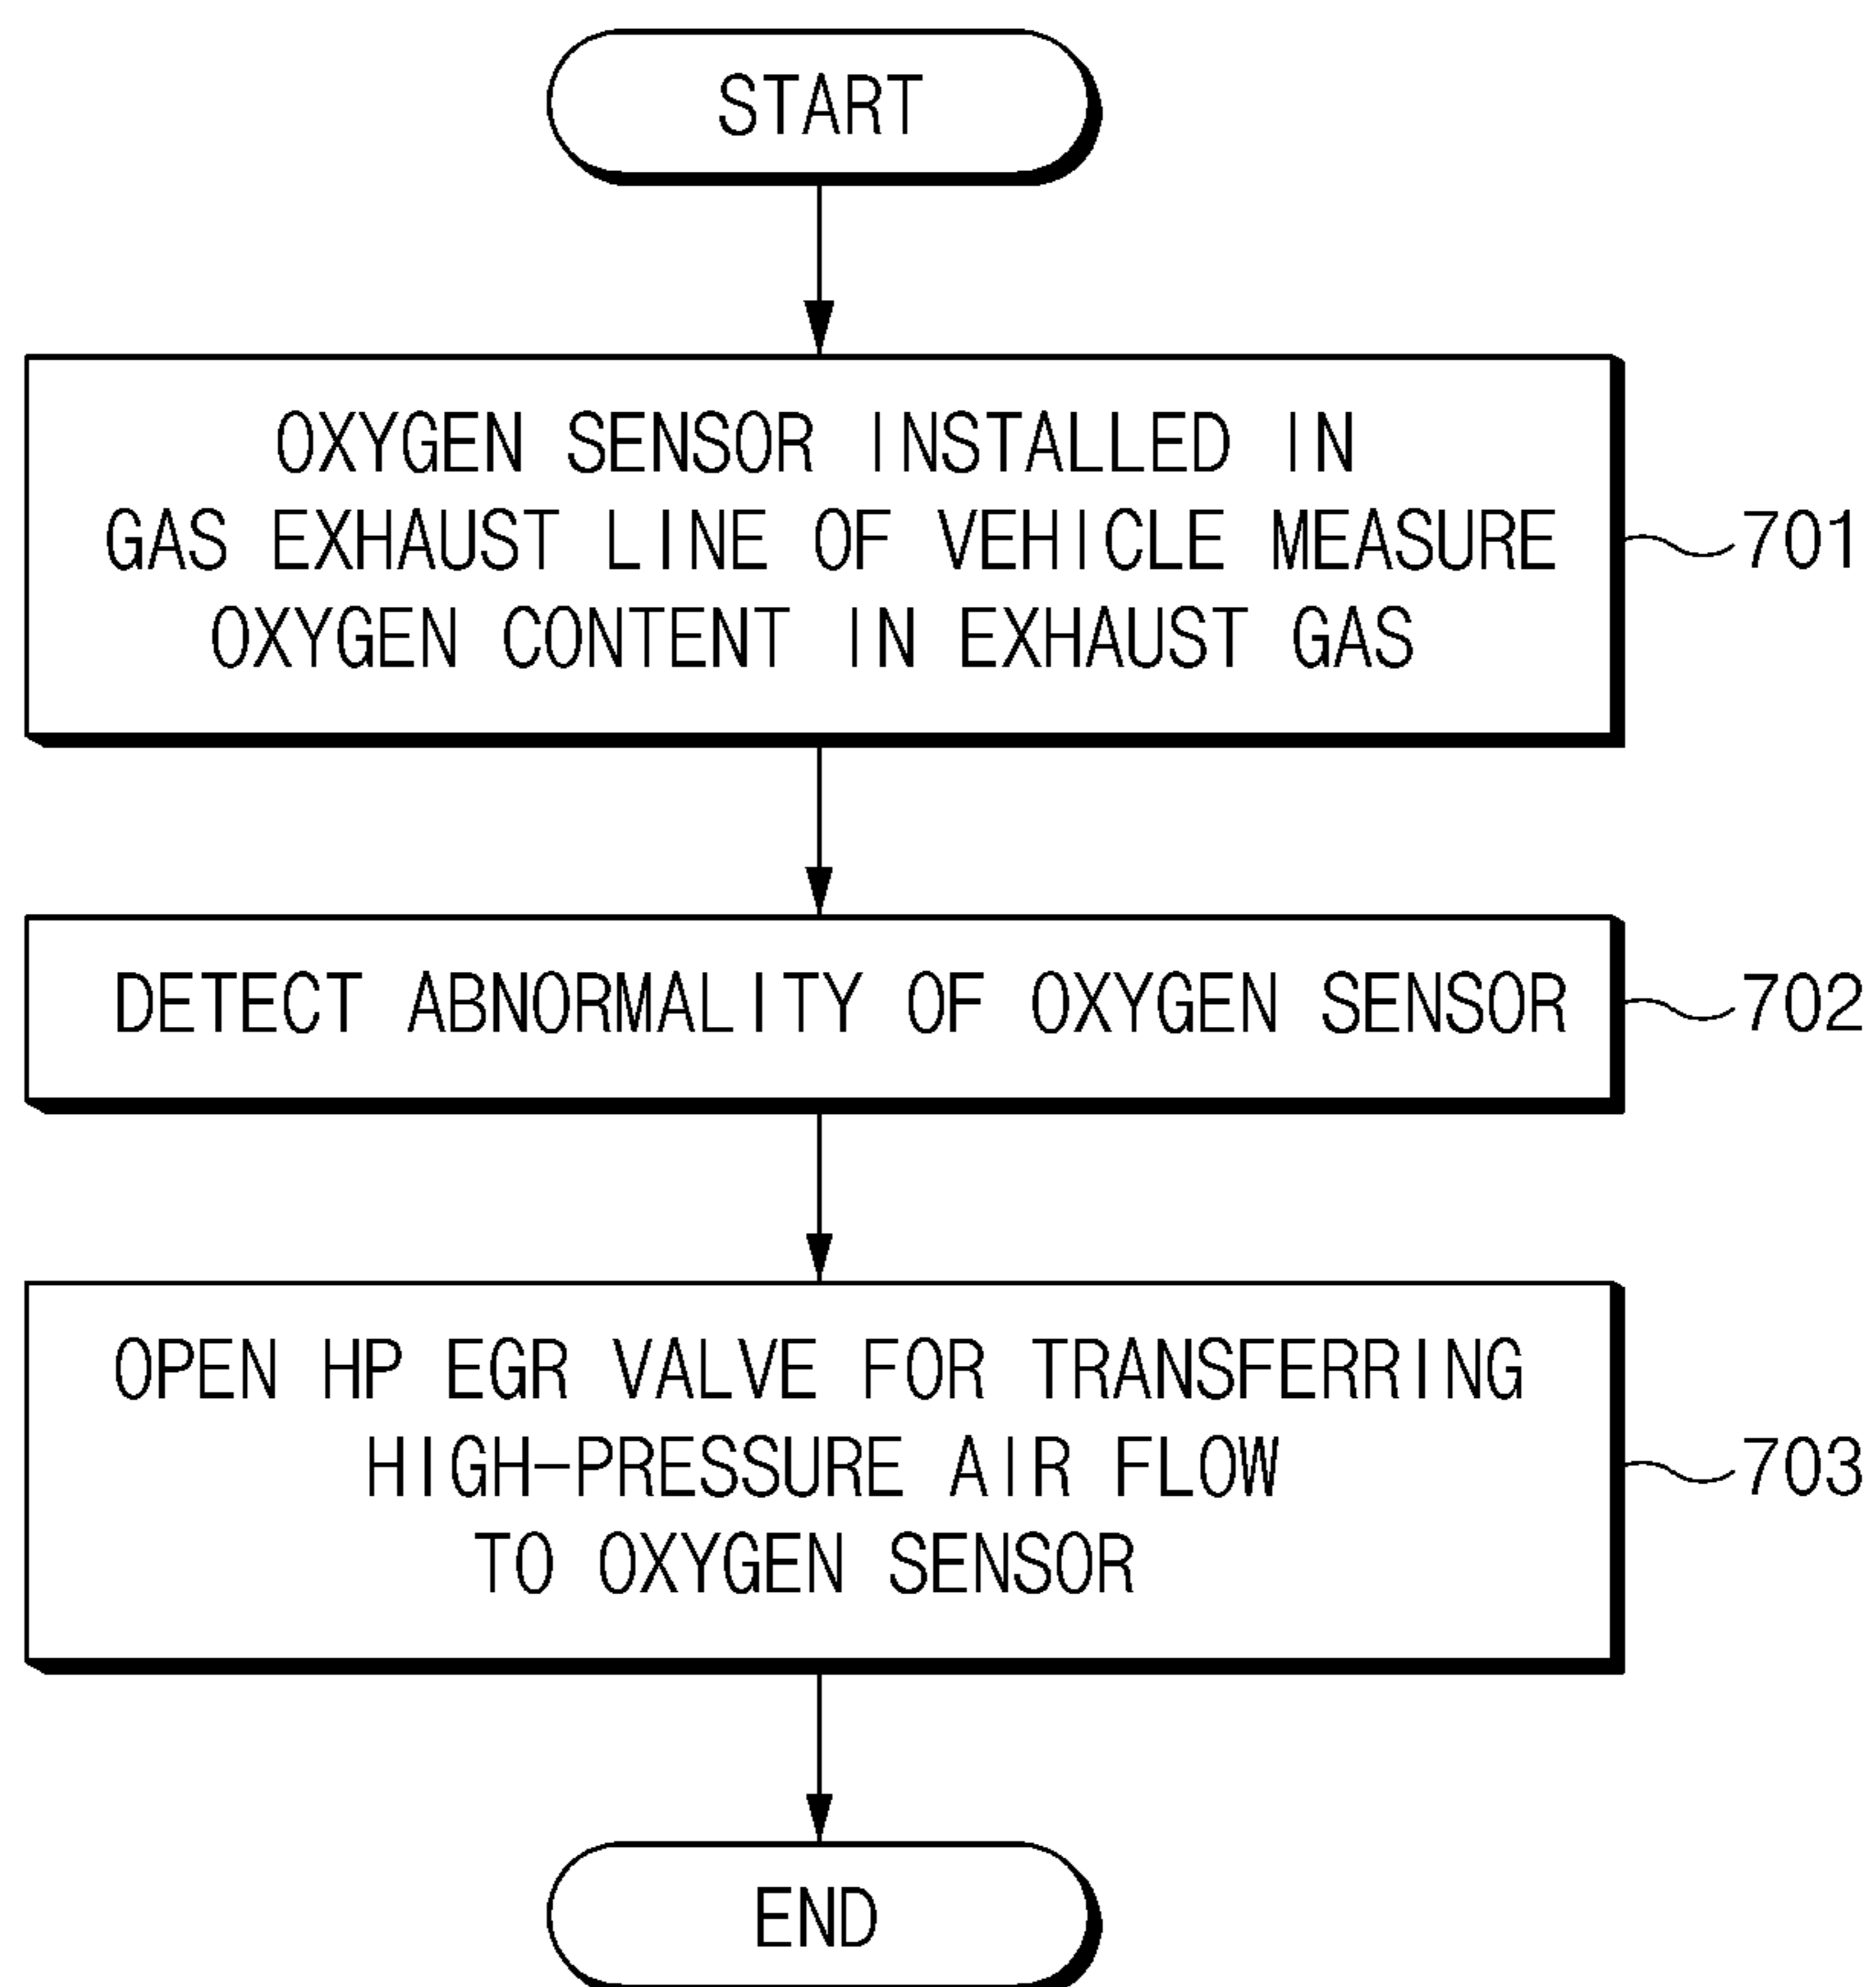 START
OXYGEN SENSOR INSTALLED IN
GAS EXHAUST LINE OF VEHICLE MEASURE
OXYGEN CONTENT IN EXHAUST GAS
701
DETECT ABNORMALITY OF OXYGEN SENSOR
702
OPEN HP EGR VALVE FOR TRANSFERRING
HIGH-PRESSURE AIR FLOW
TO OXYGEN SENSOR
703
END